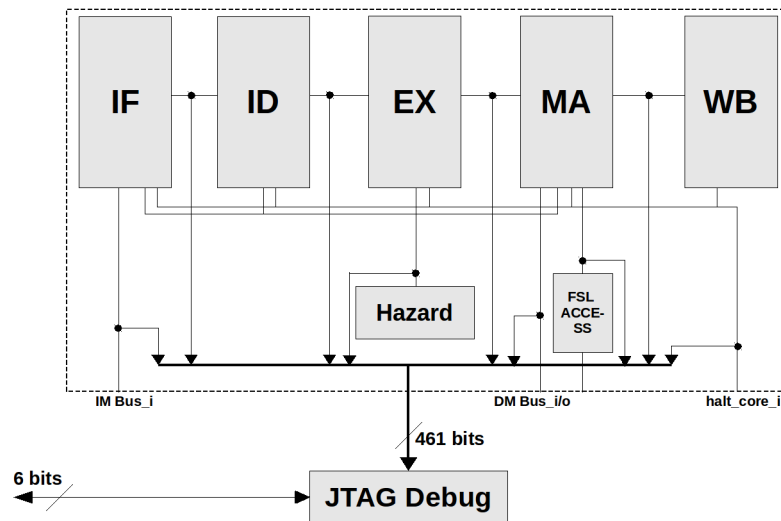 IF
ID
EX
MA
WB
Hazard
FSL
ACCE-
SS
IM Bus_i
DM Bus_i/o
halt_core_i
461 bits
6 bits
JTAG Debug